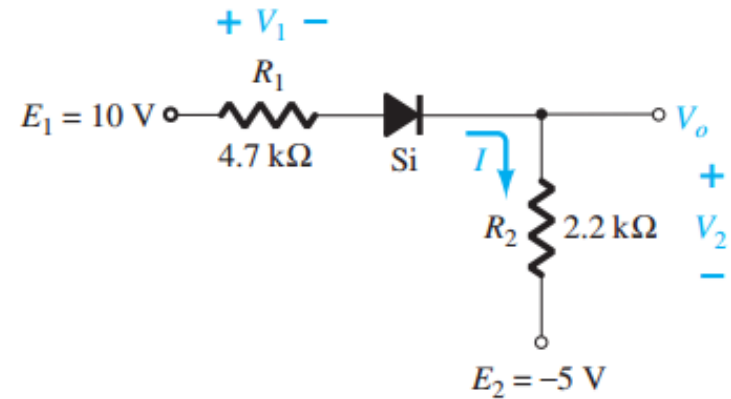 + V₁ −
R₁
E₁ = 10 V
4.7 kΩ
Si
I
Vₒ
+
R₂
2.2 kΩ
V₂
−
E₂ = −5 V